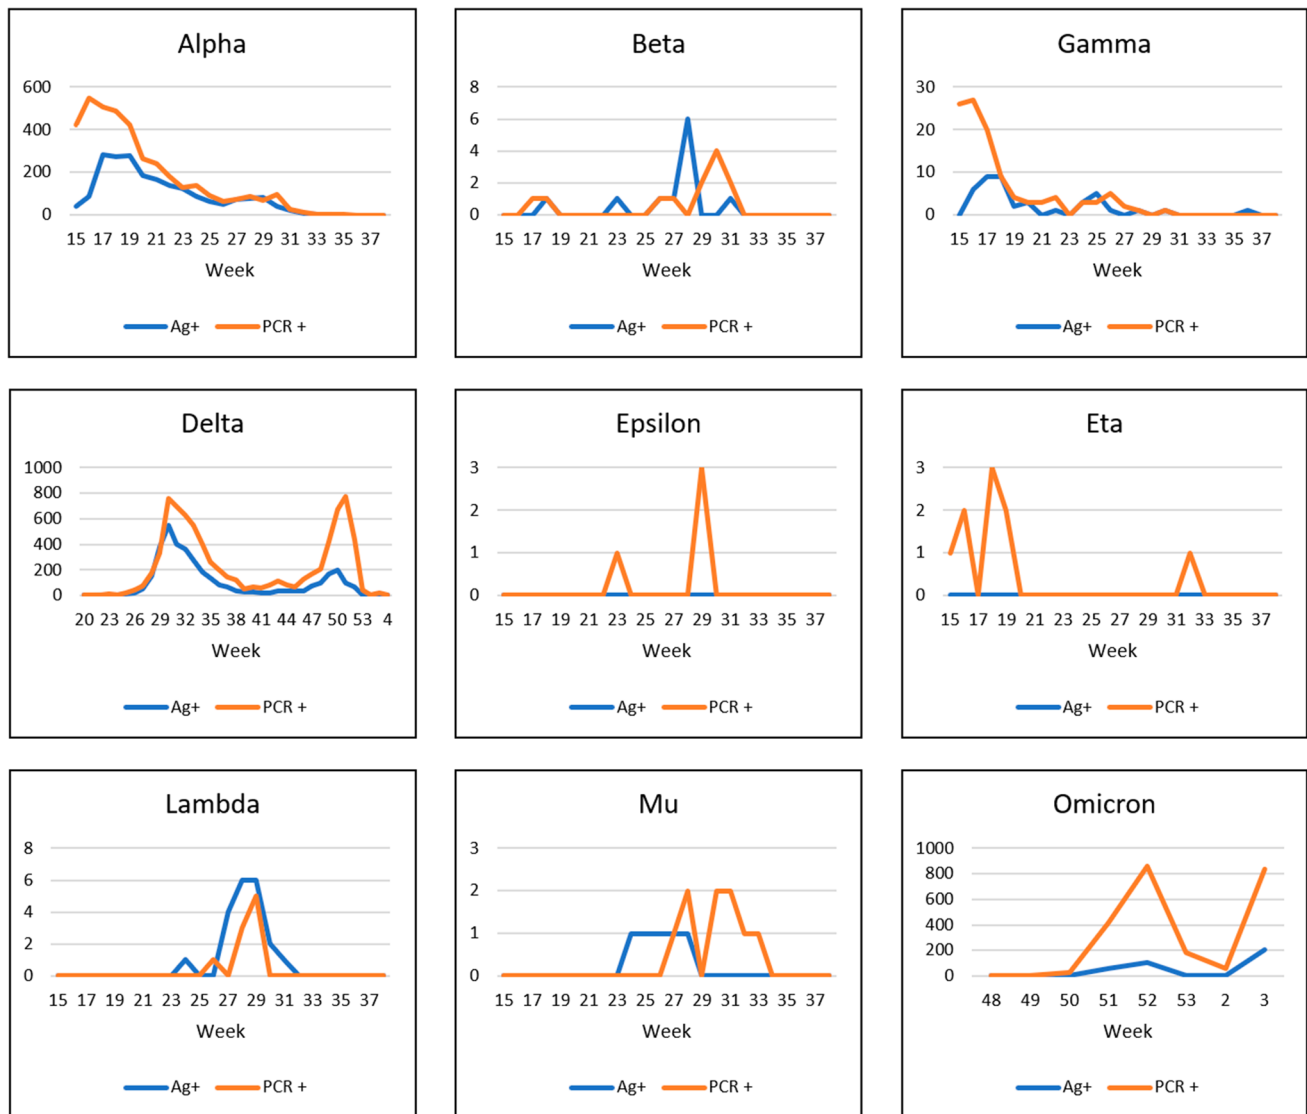 Alpha
600
400
200
0
15 17 19 21 23 25 27 29 31 33 35 37
Week
Ag+ PCR +
Beta
8
6
4
2
0
15 17 19 21 23 25 27 29 31 33 35 37
Week
Ag+ PCR +
Gamma
30
20
10
0
15 17 19 21 23 25 27 29 31 33 35 37
Week
Ag+ PCR +
Delta
1000
800
600
400
200
0
20 23 26 29 32 35 38 41 44 47 50 53 4
Week
Ag+ PCR +
Epsilon
3
2
1
0
15 17 19 21 23 25 27 29 31 33 35 37
Week
Ag+ PCR +
Eta
3
2
1
0
15 17 19 21 23 25 27 29 31 33 35 37
Week
Ag+ PCR +
Lambda
8
6
4
2
0
15 17 19 21 23 25 27 29 31 33 35 37
Week
Ag+ PCR +
Mu
3
2
1
0
15 17 19 21 23 25 27 29 31 33 35 37
Week
Ag+ PCR +
Omicron
1000
800
600
400
200
0
48 49 50 51 52 53 2 3
Week
Ag+ PCR +